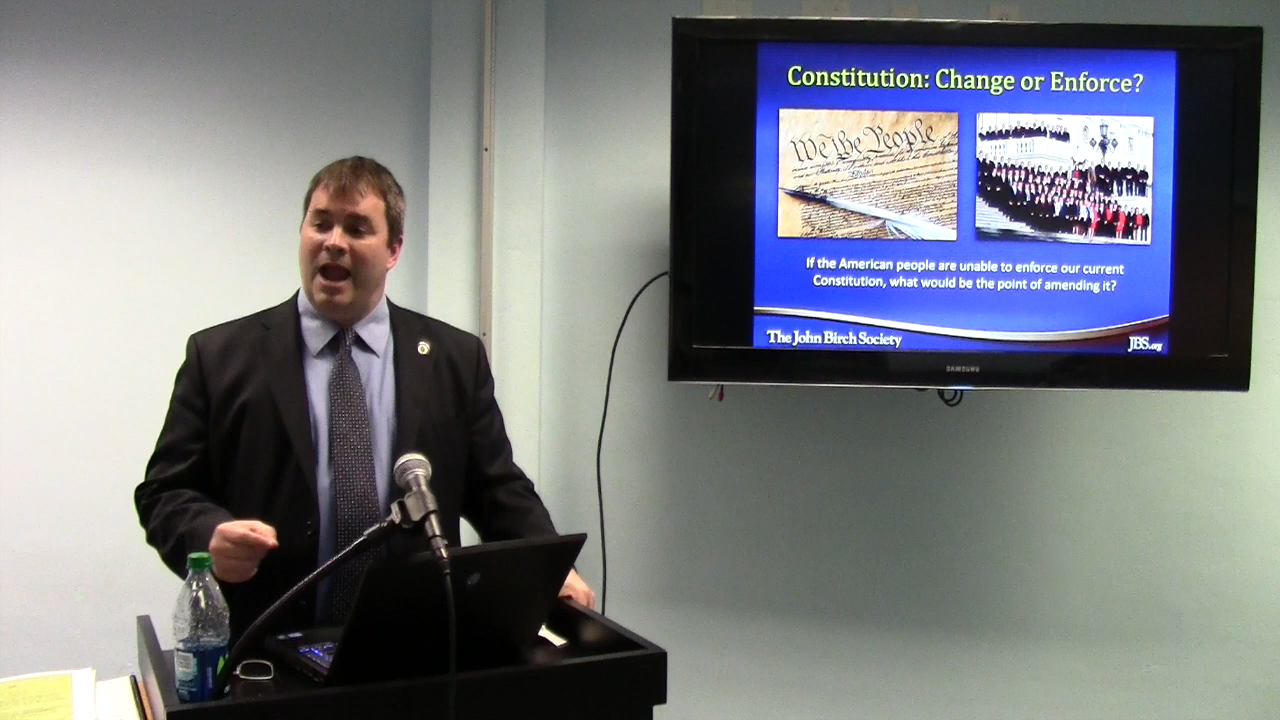 Constitution: Change or Enforce?
We the People
If the American people are unable to enforce our current
Constitution, what would be the point of amending it?
The John Birch Society
JBS.org
SAMSUNG